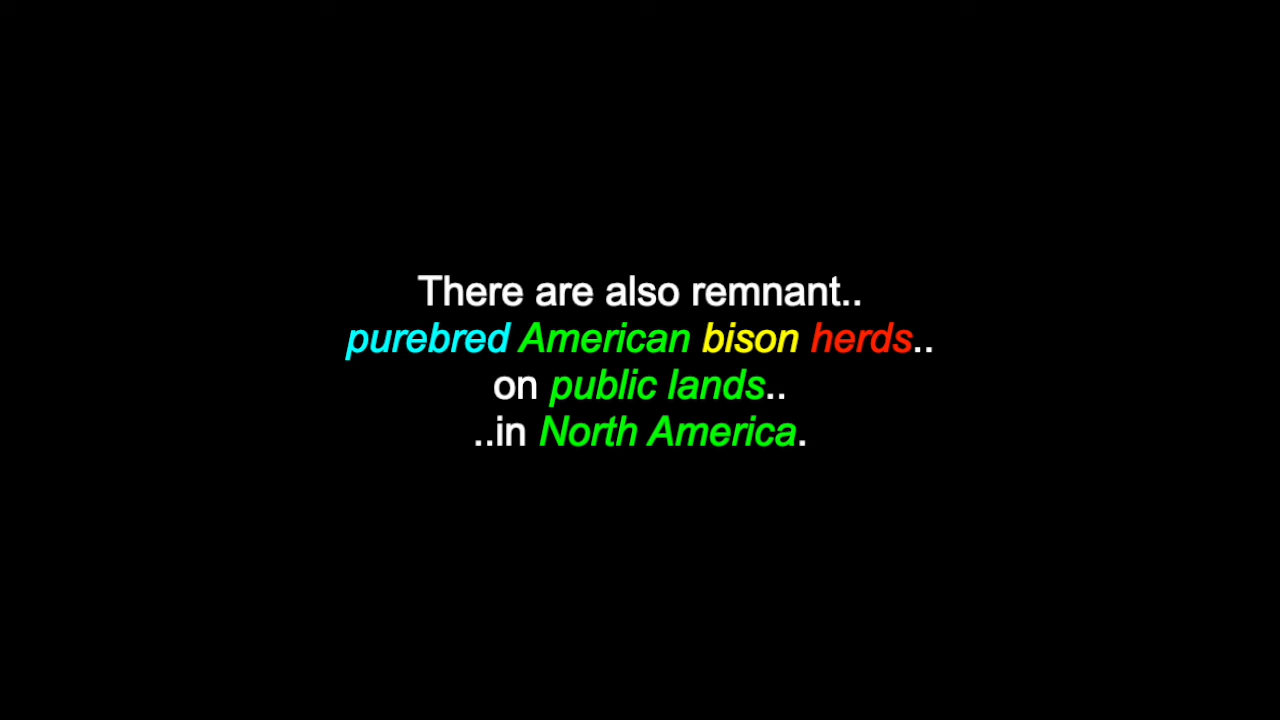 There are also remnant..
purebred American bison herds..
on public lands..
..in North America.